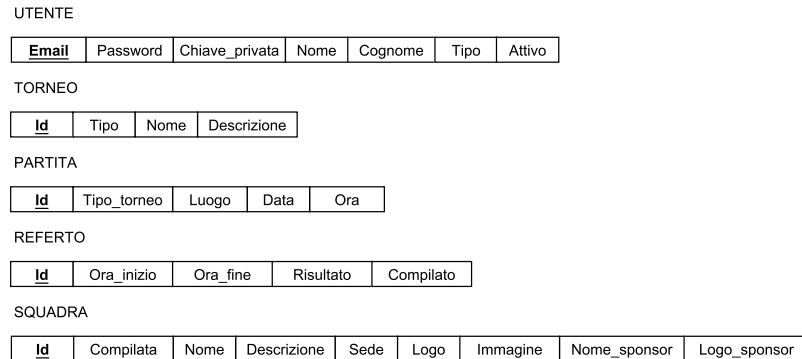 UTENTE
Email Password Chiave_privata Nome Cognome Tipo Attivo
TORNEO
Id Tipo Nome Descrizione
PARTITA
Id Tipo_torneo Luogo Data Ora
REFERTO
Id Ora_inizio Ora_fine Risultato Compilato
SQUADRA
Id Compilata Nome Descrizione Sede Logo Immagine Nome_sponsor Logo_sponsor